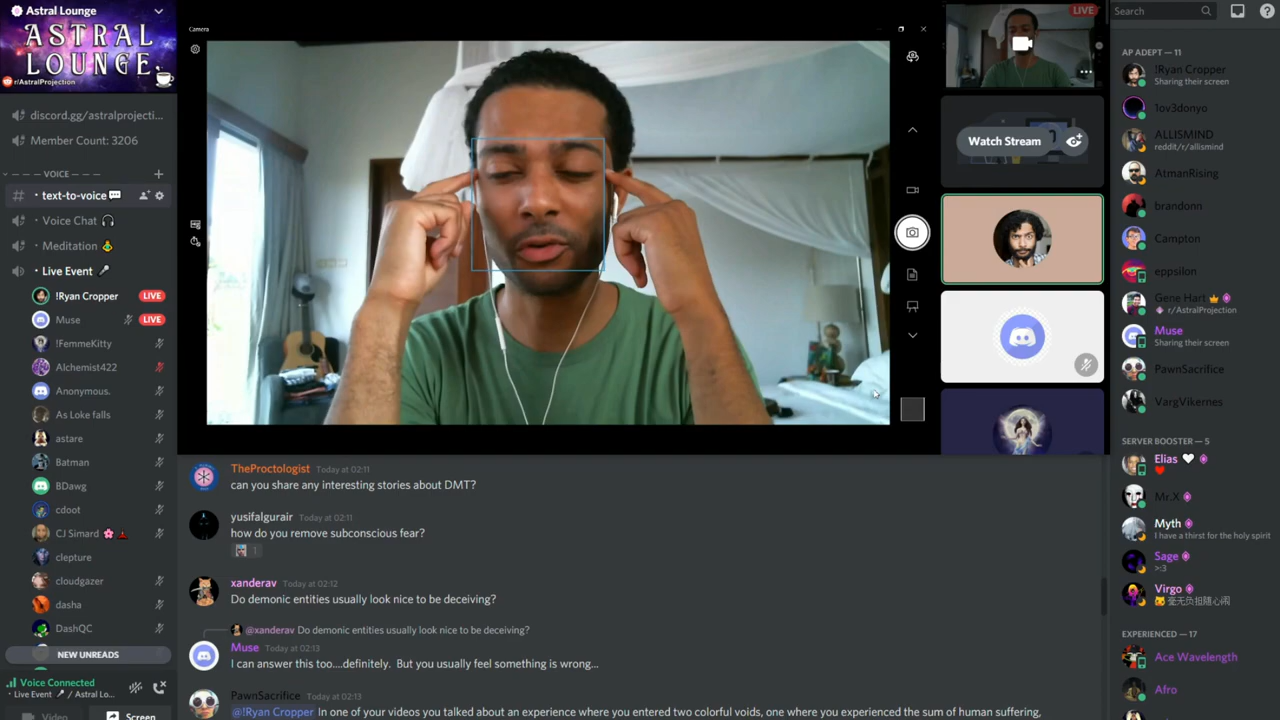 Astral Lounge
ASTRAL
LOUNGE
r/AstralProjection
discord.gg/astralprojecti...
Member Count: 3206
VOICE
text-to-voice
Voice Chat
Meditation
Live Event
!Ryan Cropper LIVE
Muse LIVE
!FemmeKitty
Alchemist422
Anonymous.
As Loke falls
astare
Batman
BDawg
cdoot
CJ Simard
clepture
cloudgazer
dasha
DashQC
NEW UNREADS
Voice Connected
Live Event / Astral Lo...
Video
Screen
Camera
TheProctologist Today at 02:11
can you share any interesting stories about DMT?
yusifalgurair Today at 02:11
how do you remove subconscious fear?
1
xanderav Today at 02:12
Do demonic entities usually look nice to be deceiving?
@xanderav Do demonic entities usually look nice to be deceiving?
Muse Today at 02:13
I can answer this too....definitely. But you usually feel something is wrong...
PawnSacrifice Today at 02:13
@!Ryan Cropper In one of your videos you talked about an experience where you entered two colorful voids, one where you experienced the sum of human suffering,
LIVE
Watch Stream
Search
AP ADEPT — 11
!Ryan Cropper
Sharing their screen
1ov3donyo
ALLISMIND
reddit/r/allismind
AtmanRising
brandonn
Campton
eppsilon
Gene Hart
r/AstralProjection
Muse
Sharing their screen
PawnSacrifice
VargVikernes
SERVER BOOSTER — 5
Elias
Mr.X
Myth
I have a thirst for the holy spirit
Sage
>:3
Virgo
毫无负担随心闹
EXPERIENCED — 17
Ace Wavelength
Afro